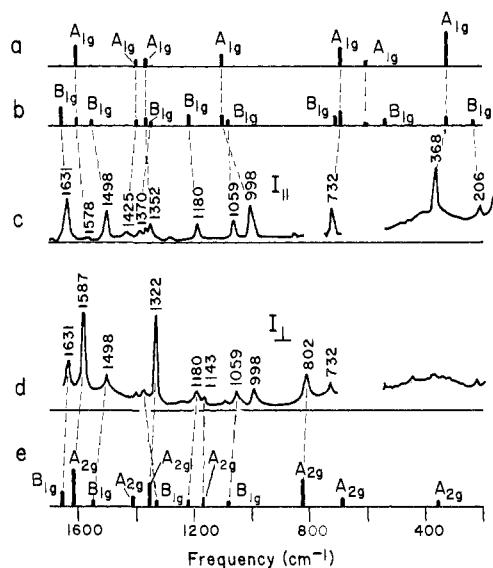 a
A1g
A1g
A1g
A1g
A1g
A1g
A1g
b
B1g
B1g
B1g
B1g
B1g
B1g
B1g
B1g
c
1631
1578
1498
1425
1370
1352
1180
1059
998
732
368
206
I||
d
1631
1587
1498
1322
1180
1143
1059
998
802
732
I⊥
e
B1g
A2g
B1g
A2g
A2g
B1g
A2g
B1g
A2g
A2g
A2g
1600
1200
800
400
Frequency (cm⁻¹)